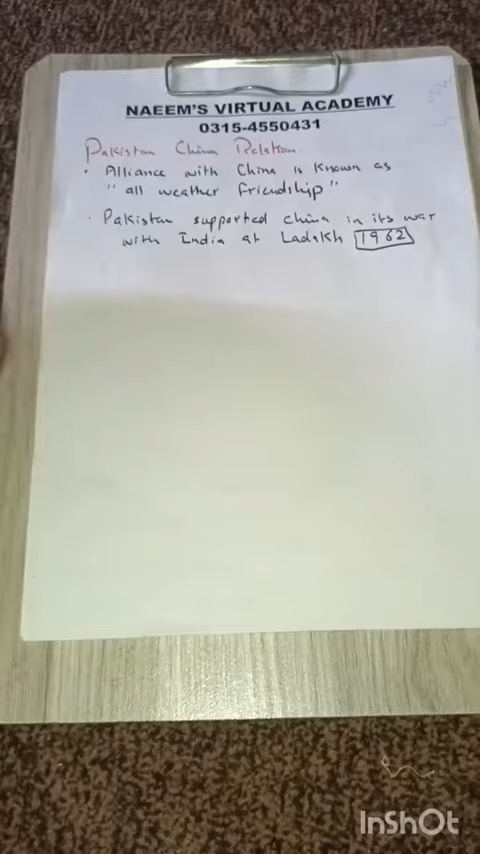 NAEEM'S VIRTUAL ACADEMY
0315-4550431
Pakistan China Relation.
• Alliance with China is known as
"all weather friendship"
• Pakistan supported china in its war
with India at Ladakh 1962
InShOt